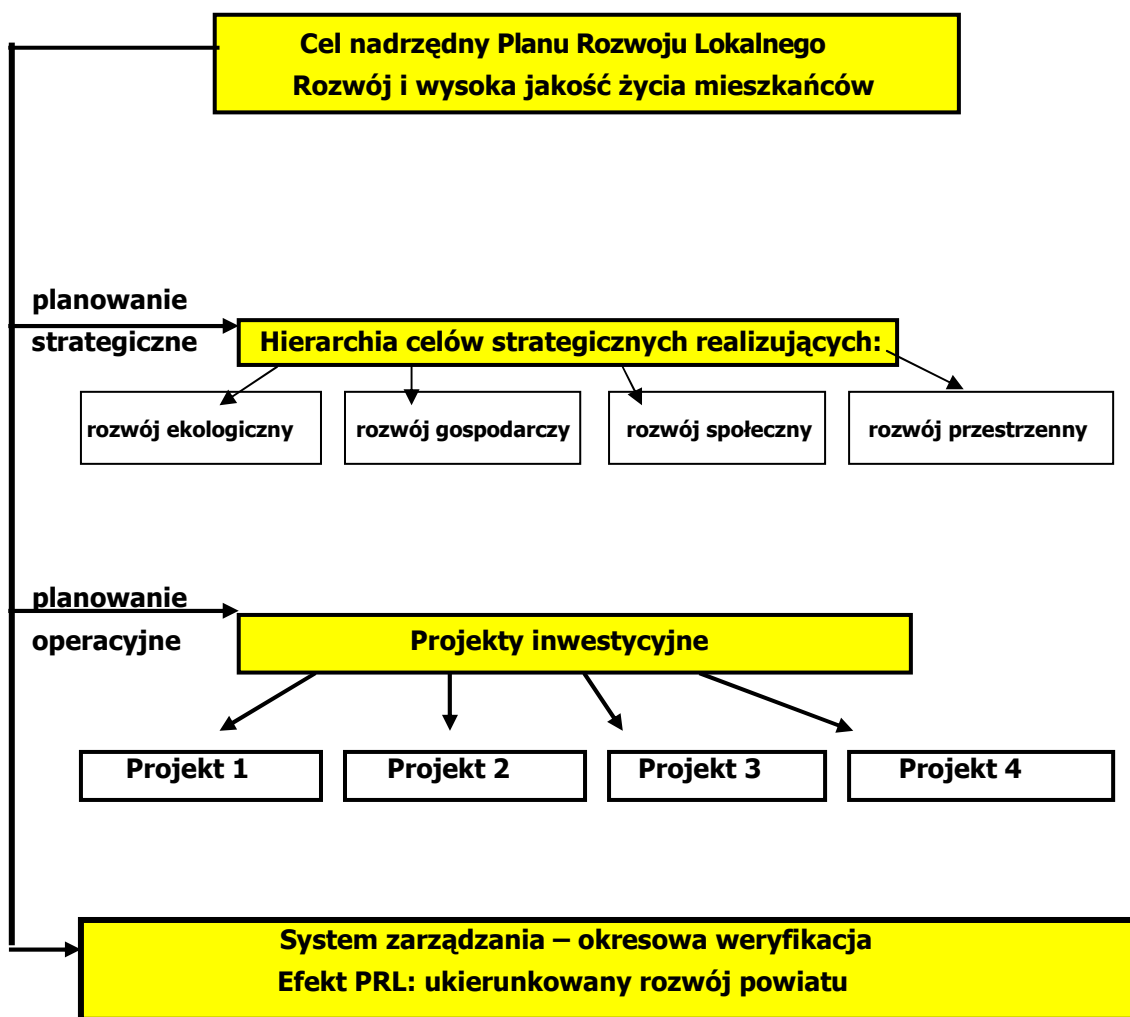 Cel nadrzędny Planu Rozwoju Lokalnego
Rozwój i wysoka jakość życia mieszkańców
planowanie
strategiczne
Hierarchia celów strategicznych realizujących:
rozwój ekologiczny
rozwój gospodarczy
rozwój społeczny
rozwój przestrzenny
planowanie
operacyjne
Projekty inwestycyjne
Projekt 1
Projekt 2
Projekt 3
Projekt 4
System zarządzania – okresowa weryfikacja
Efekt PRL: ukierunkowany rozwój powiatu